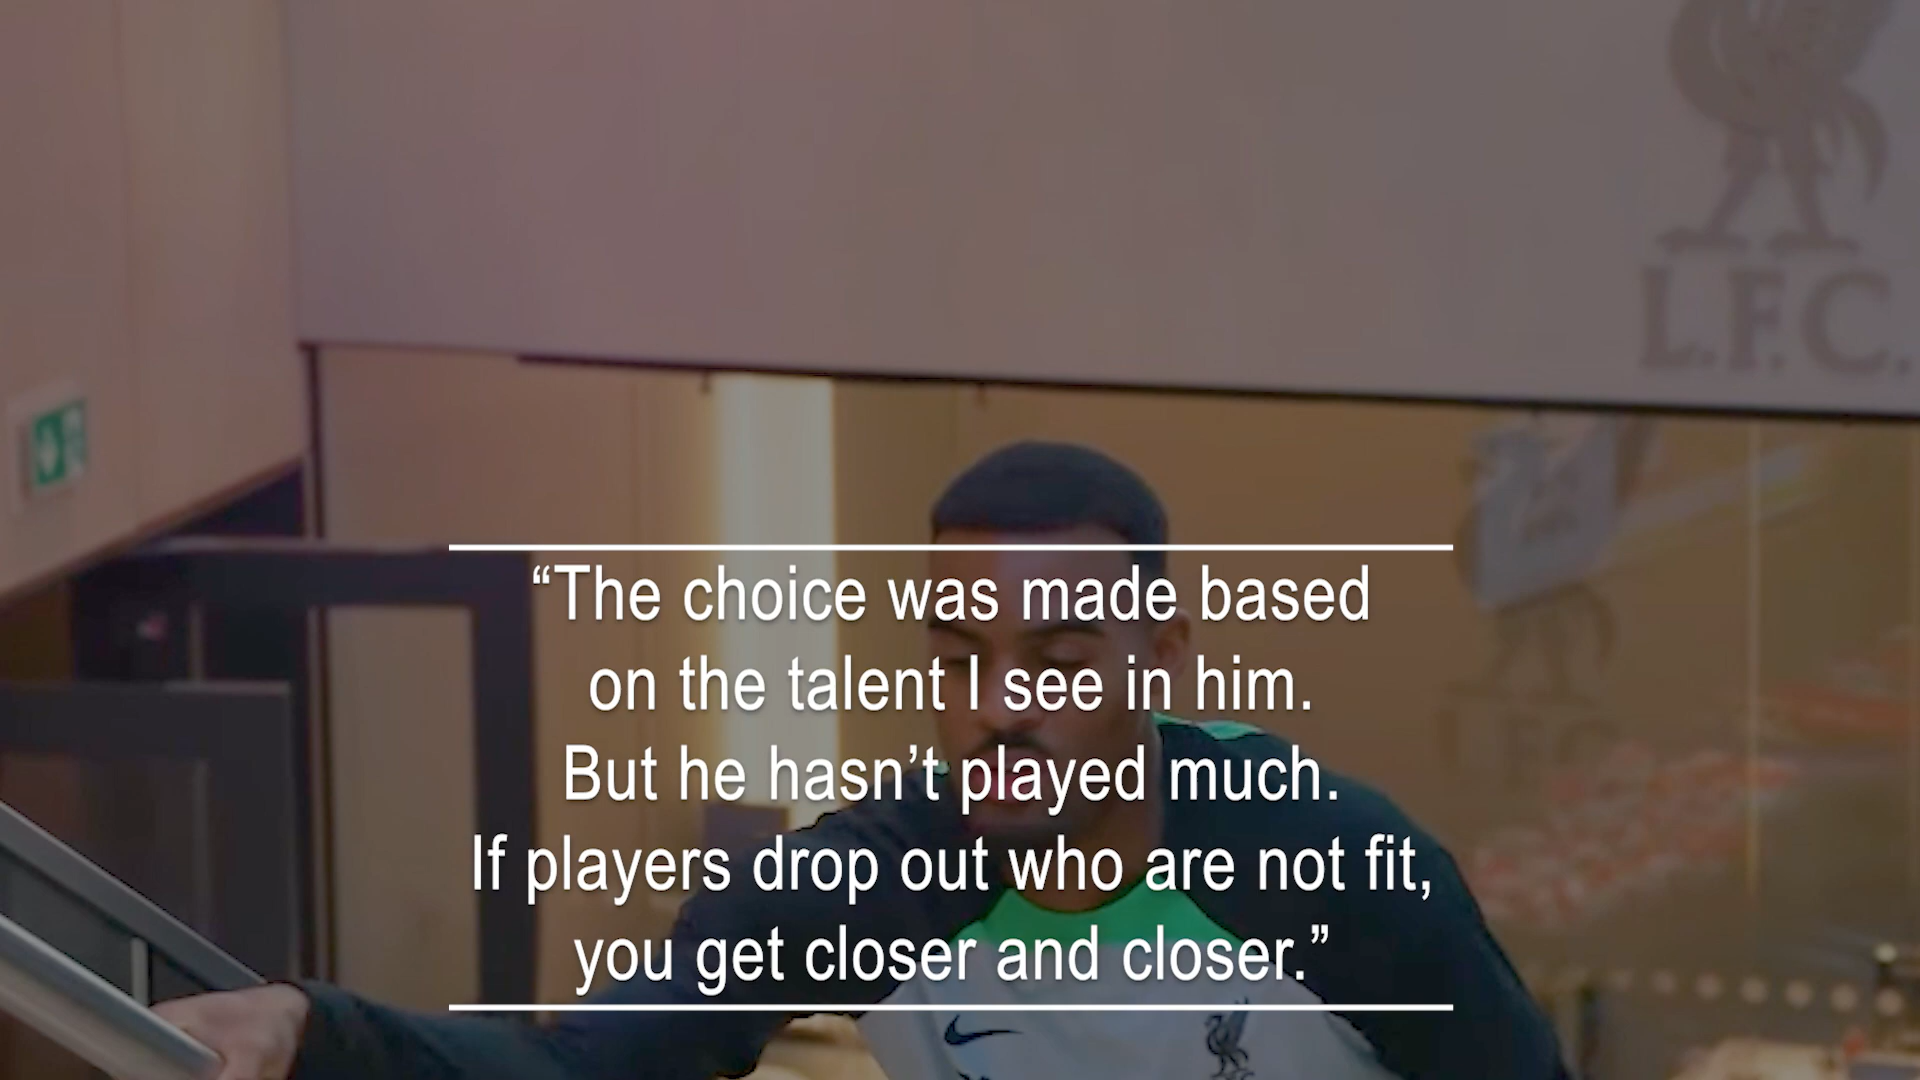 L.F.C.
“The choice was made based
on the talent I see in him.
But he hasn’t played much.
If players drop out who are not fit,
you get closer and closer.”